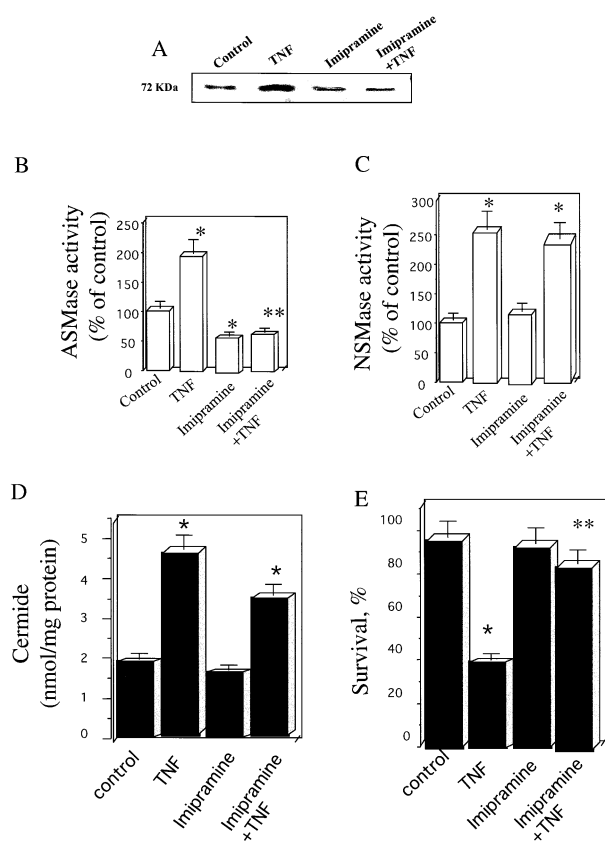 A
Control
TNF
Imipramine
Imipramine
+TNF
72 KDa
B
ASMase activity
(% of control)
250
200
150
100
50
0
*
*
**
Control
TNF
Imipramine
Imipramine
+TNF
C
NSMase activity
(% of control)
300
250
200
150
100
50
0
*
*
Control
TNF
Imipramine
Imipramine
+TNF
D
Cermide
(nmol/mg protein)
5
4
3
2
1
0
*
*
control
TNF
Imipramine
Imipramine
+TNF
E
Survival, %
100
80
60
40
20
0
*
**
control
TNF
Imipramine
Imipramine
+TNF